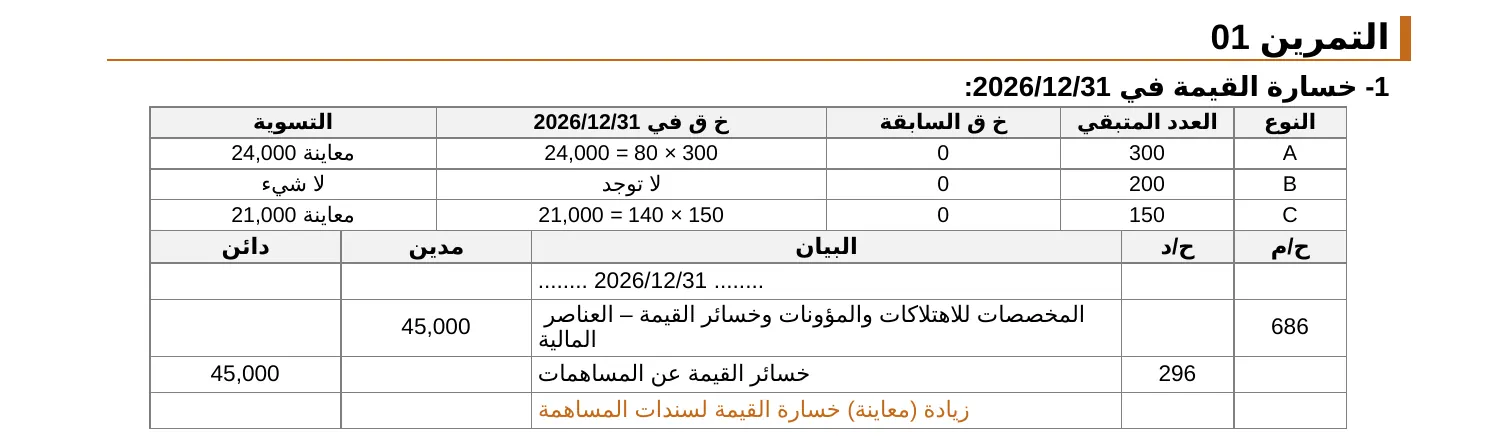 التمرين 01
1- خسارة القيمة في 2026/12/31:
النوع العدد المتبقي خ ق السابقة خ ق في 2026/12/31 التسوية
A 300 0 300 × 80 = 24,000 معاينة 24,000
B 200 0 لا توجد لا شيء
C 150 0 150 × 140 = 21,000 معاينة 21,000
ح/م ح/د البيان مدين دائن
........ 2026/12/31 ........
686 المخصصات للاهتلاكات والمؤونات وخسائر القيمة – العناصر 45,000
المالية
296 خسائر القيمة عن المساهمات 45,000
زيادة (معاينة) خسارة القيمة لسندات المساهمة